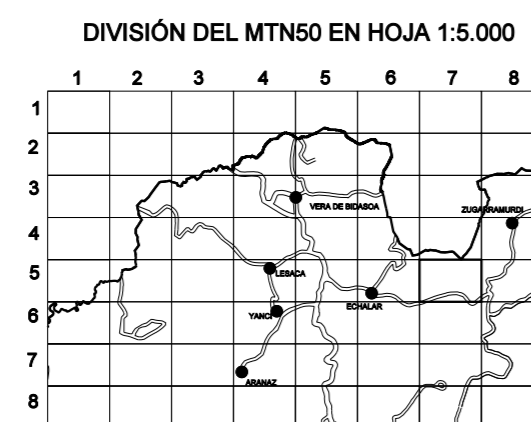 DIVISIÓN DEL MTN50 EN HOJA 1:5.000
1 2 3 4 5 6 7 8
1
2
3
VERA DE BIDASOA
ZUGARRAMURDI
4
5
LESACA
ECHALAR
6
YANCI
7
ARANAZ
8